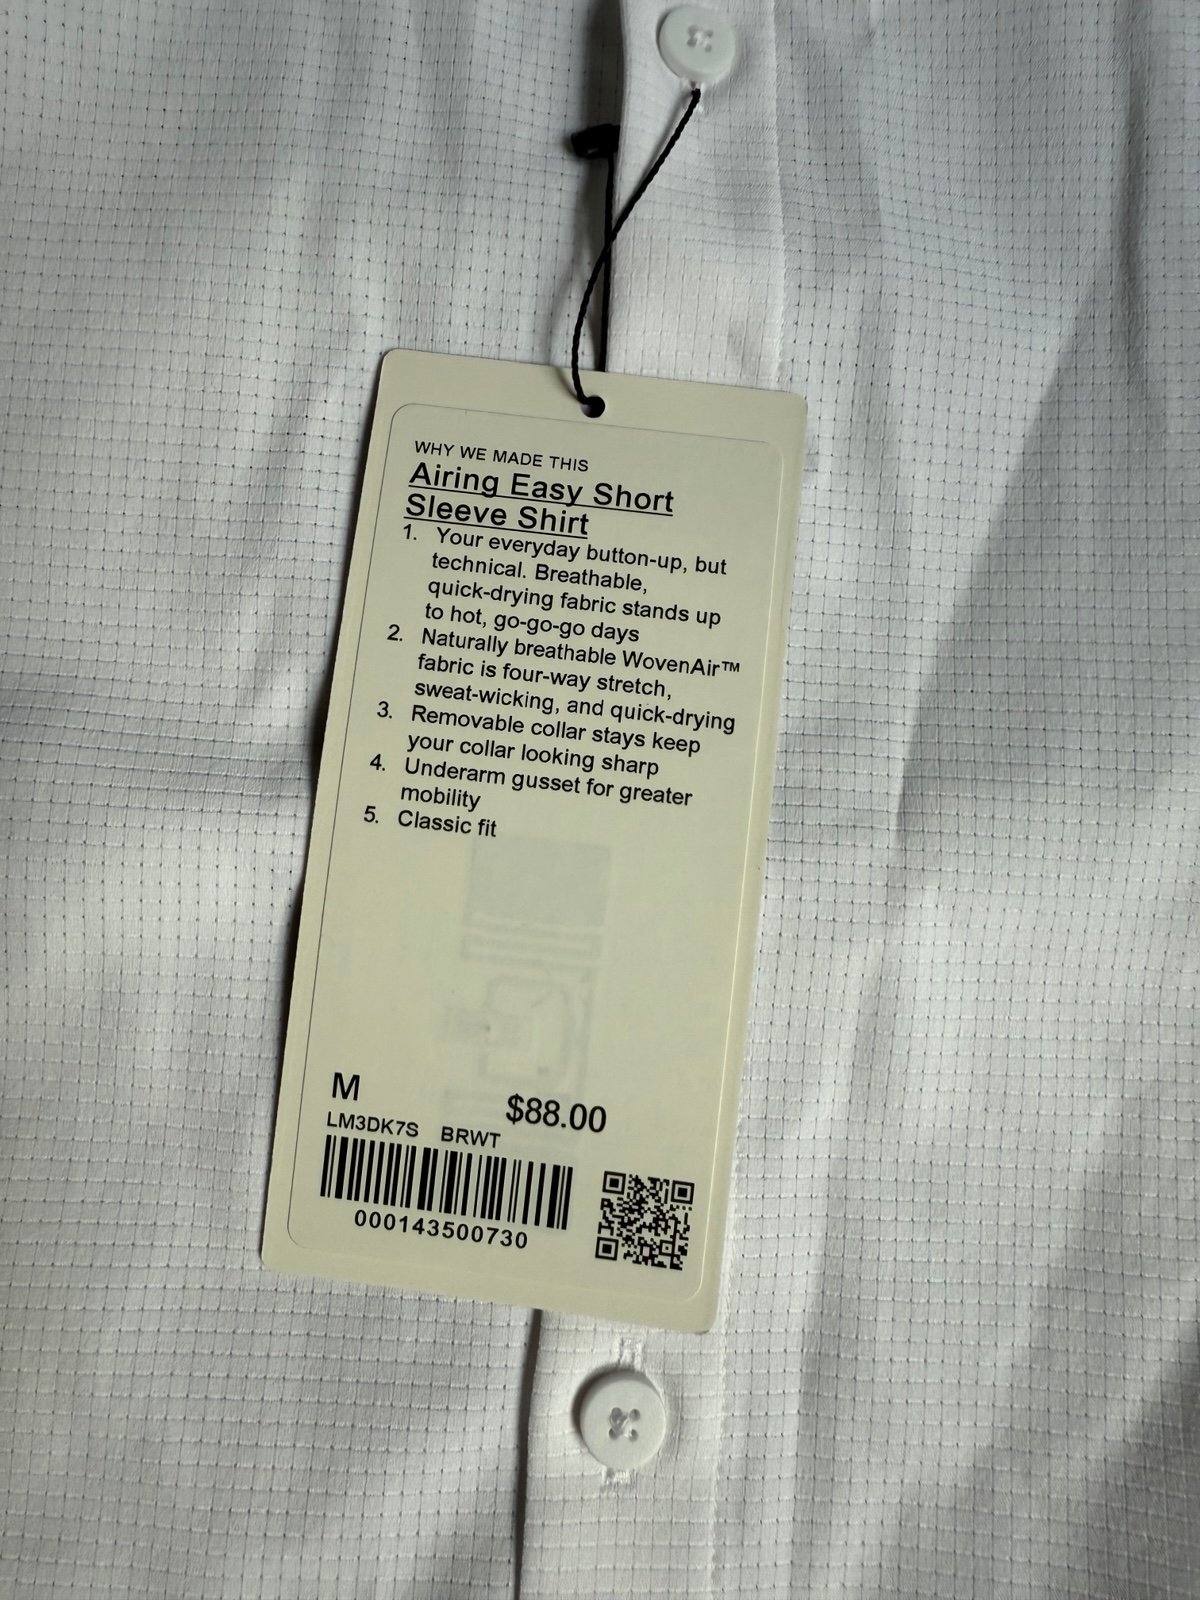 WHY WE MADE THIS
Airing Easy Short
Sleeve Shirt
1. Your everyday button-up, but
technical. Breathable,
quick-drying fabric stands up
to hot, go-go-go days
2. Naturally breathable WovenAir™
fabric is four-way stretch,
sweat-wicking, and quick-drying
3. Removable collar stays keep
your collar looking sharp
4. Underarm gusset for greater
mobility
5. Classic fit
M
$88.00
LM3DK7S BRWT
000143500730